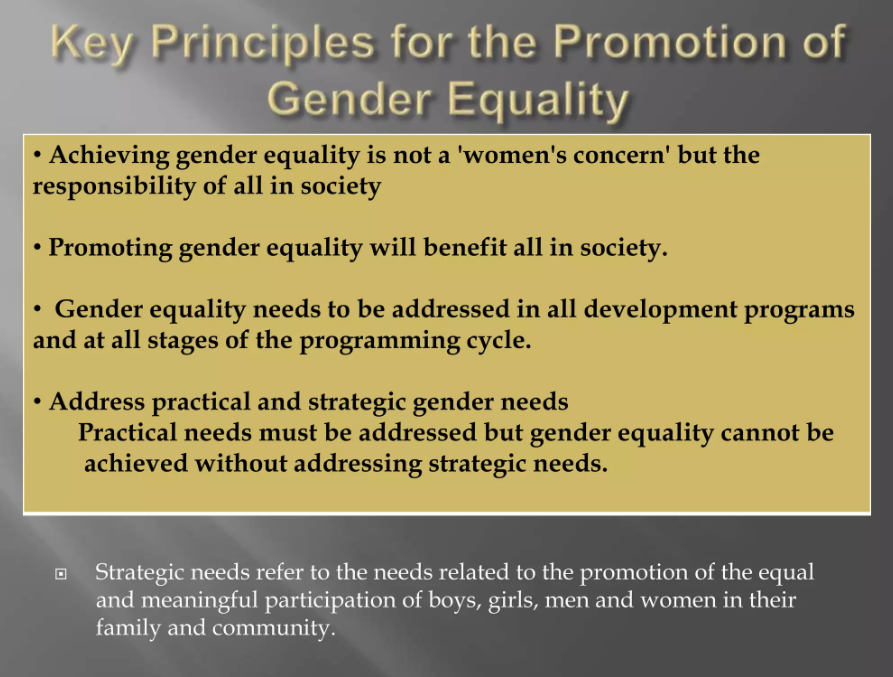 Key Principles for the Promotion of
Gender Equality
• Achieving gender equality is not a 'women's concern' but the
responsibility of all in society
• Promoting gender equality will benefit all in society.
• Gender equality needs to be addressed in all development programs
and at all stages of the programming cycle.
• Address practical and strategic gender needs
Practical needs must be addressed but gender equality cannot be
achieved without addressing strategic needs.
Strategic needs refer to the needs related to the promotion of the equal
and meaningful participation of boys, girls, men and women in their
family and community.